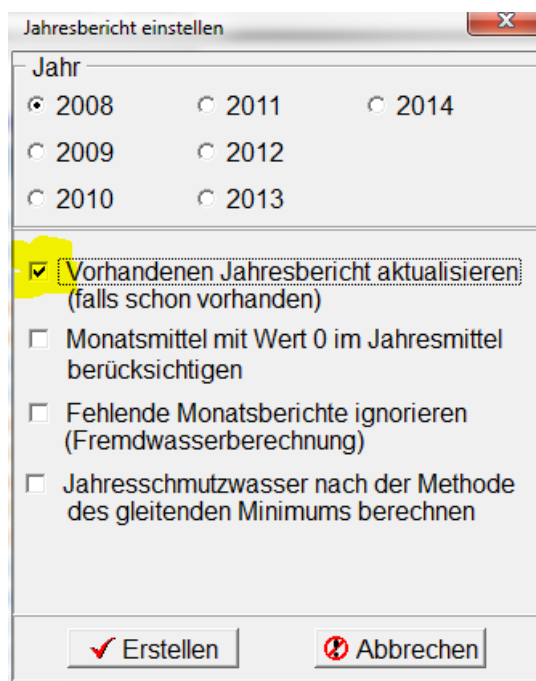 Jahresbericht einstellen
Jahr
2008 2011 2014
2009 2012
2010 2013
Vorhandenen Jahresbericht aktualisieren
(falls schon vorhanden)
Monatsmittel mit Wert 0 im Jahresmittel
berücksichtigen
Fehlende Monatsberichte ignorieren
(Fremdwasserberechnung)
Jahresschmutzwasser nach der Methode
des gleitenden Minimums berechnen
Erstellen Abbrechen